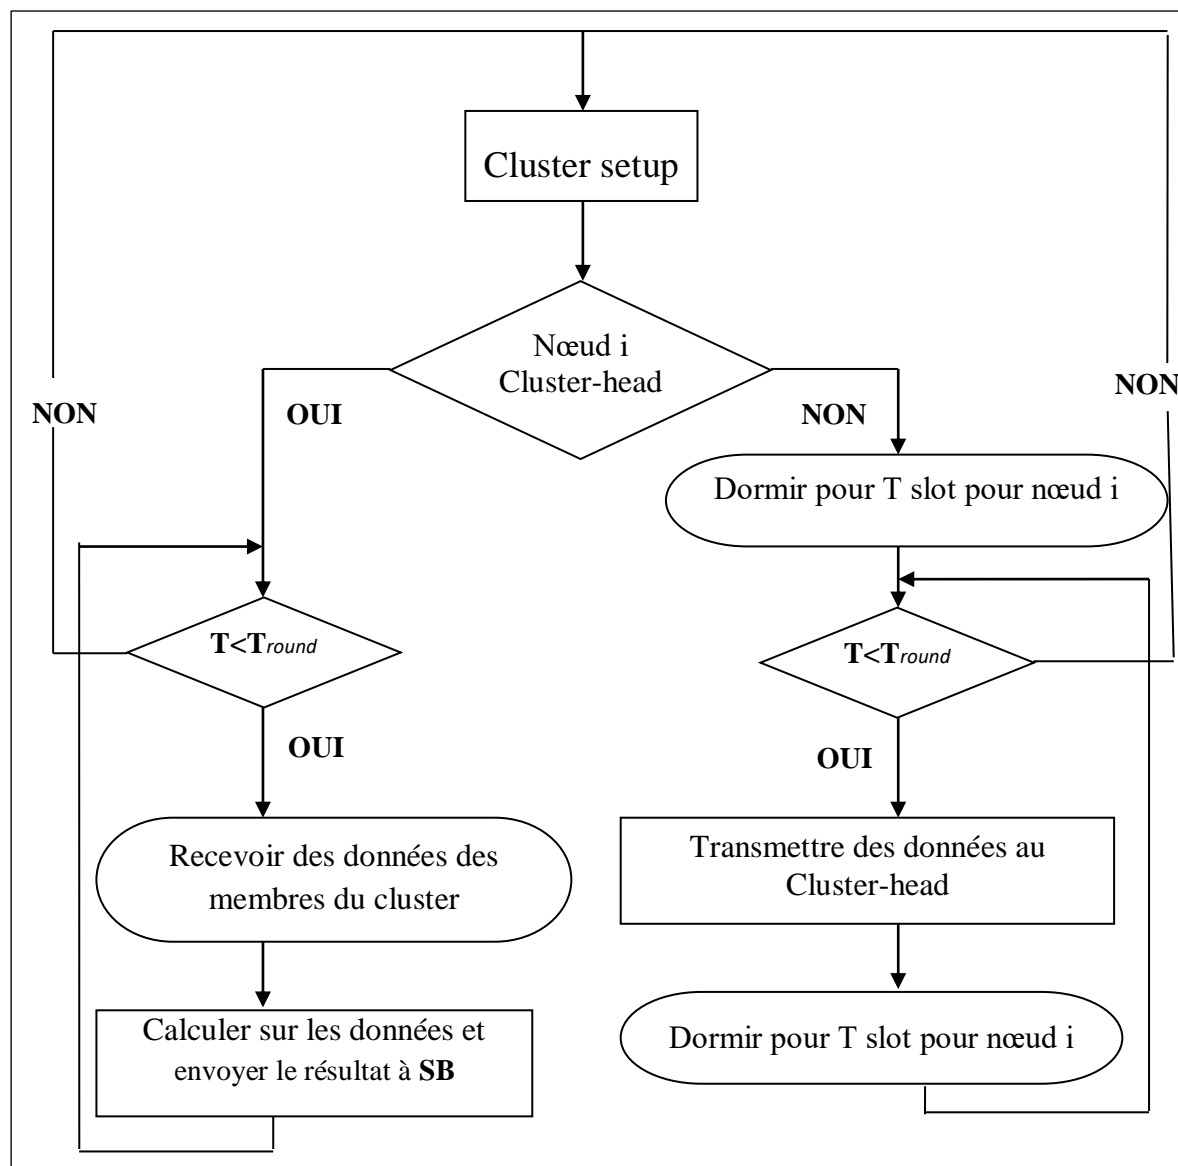 Cluster setup
Nœud i
Cluster-head
NON
OUI
NON
NON
Dormir pour T slot pour nœud i
T<Tround
T<Tround
OUI
OUI
Recevoir des données des
membres du cluster
Transmettre des données au
Cluster-head
Calculer sur les données et
envoyer le résultat à SB
Dormir pour T slot pour nœud i